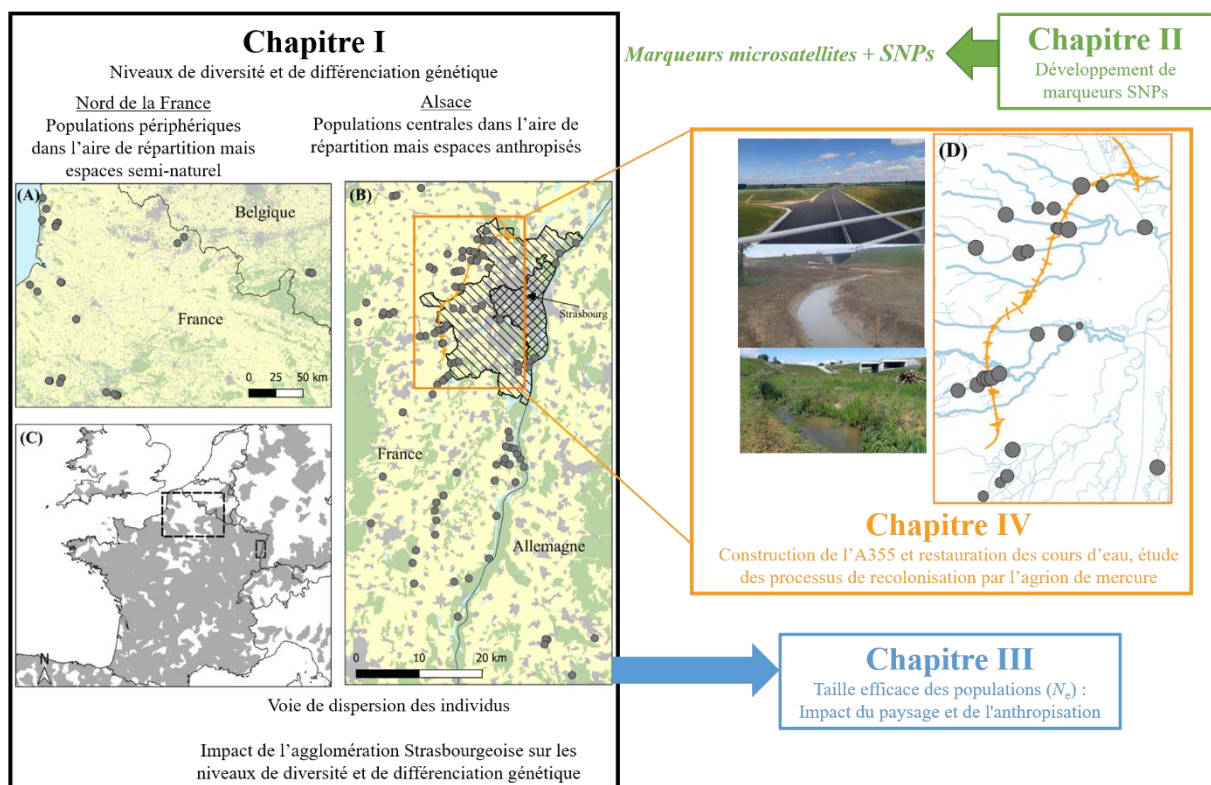 Chapitre I
Niveaux de diversité et de différenciation génétique
Nord de la France
Populations périphériques
dans l'aire de répartition mais
espaces semi-naturel
Alsace
Populations centrales dans l'aire de
répartition mais espaces anthropisés
(A)
Belgique
France
0 25 50 km
(B)
Strasbourg
France
Allemagne
0 10 20 km
(C)
N
Voie de dispersion des individus
Impact de l'agglomération Strasbourgeoise sur les
niveaux de diversité et de différenciation génétique
Marqueurs microsatellites + SNPs
Chapitre II
Développement de
marqueurs SNPs
(D)
Chapitre IV
Construction de l'A355 et restauration des cours d'eau, étude
des processus de recolonisation par l'agrion de mercure
Chapitre III
Taille efficace des populations (Ne) :
Impact du paysage et de l'anthropisation